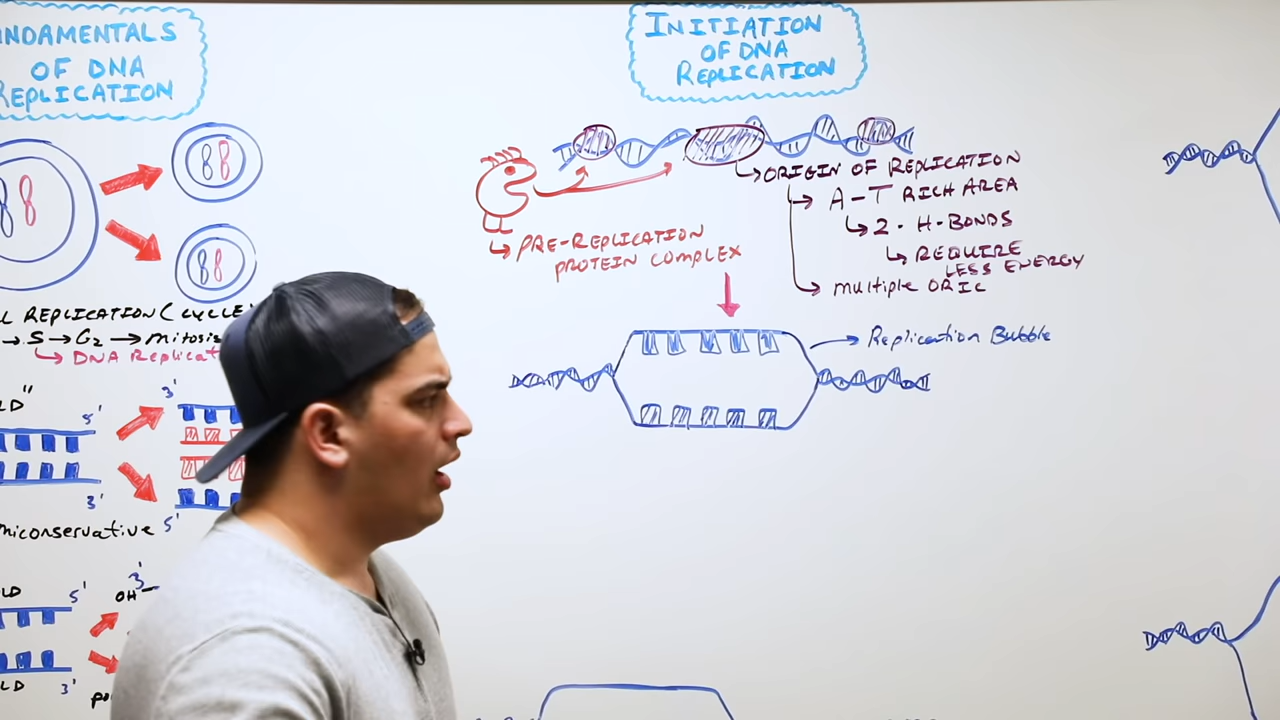 NDAMENTALS
OF DNA
REPLICATION
INITIATION
OF DNA
REPLICATION
ORIGIN OF REPLICATION
A-T RICH AREA
2-H-BONDS
REQUIRE
LESS ENERGY
multiple ORIC
PRE-REPLICATION
PROTEIN COMPLEX
Replication Bubble
L REPLICATION (CYCLE)
S → G2 → mitosis
DNA Replicat
LD"
5'
3'
3'
miconservative
5'
LD
5'
OH
3'
LD
3'